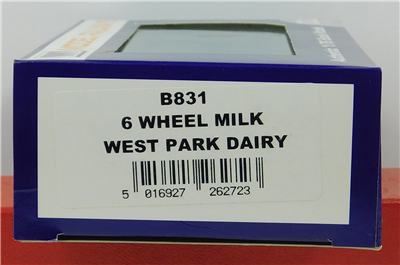 B831
6 WHEEL MILK
WEST PARK DAIRY
5 016927 262723